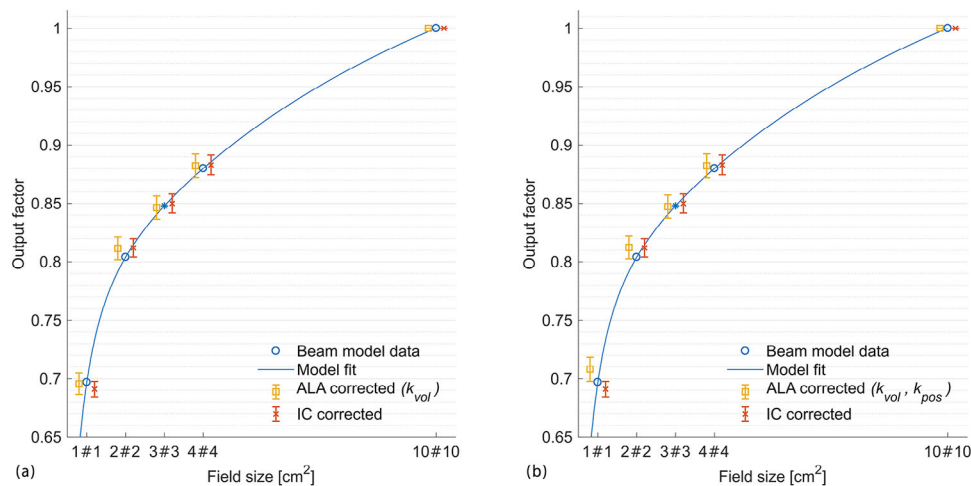 1
0.95
0.9
0.85
0.8
0.75
0.7
0.65
Output factor
1#1 2#2 3#3 4#4 10#10
Field size [cm²]
(a)
Beam model data
Model fit
ALA corrected (k_vol)
IC corrected
1
0.95
0.9
0.85
0.8
0.75
0.7
0.65
Output factor
1#1 2#2 3#3 4#4 10#10
Field size [cm²]
(b)
Beam model data
Model fit
ALA corrected (k_vol , k_pos)
IC corrected